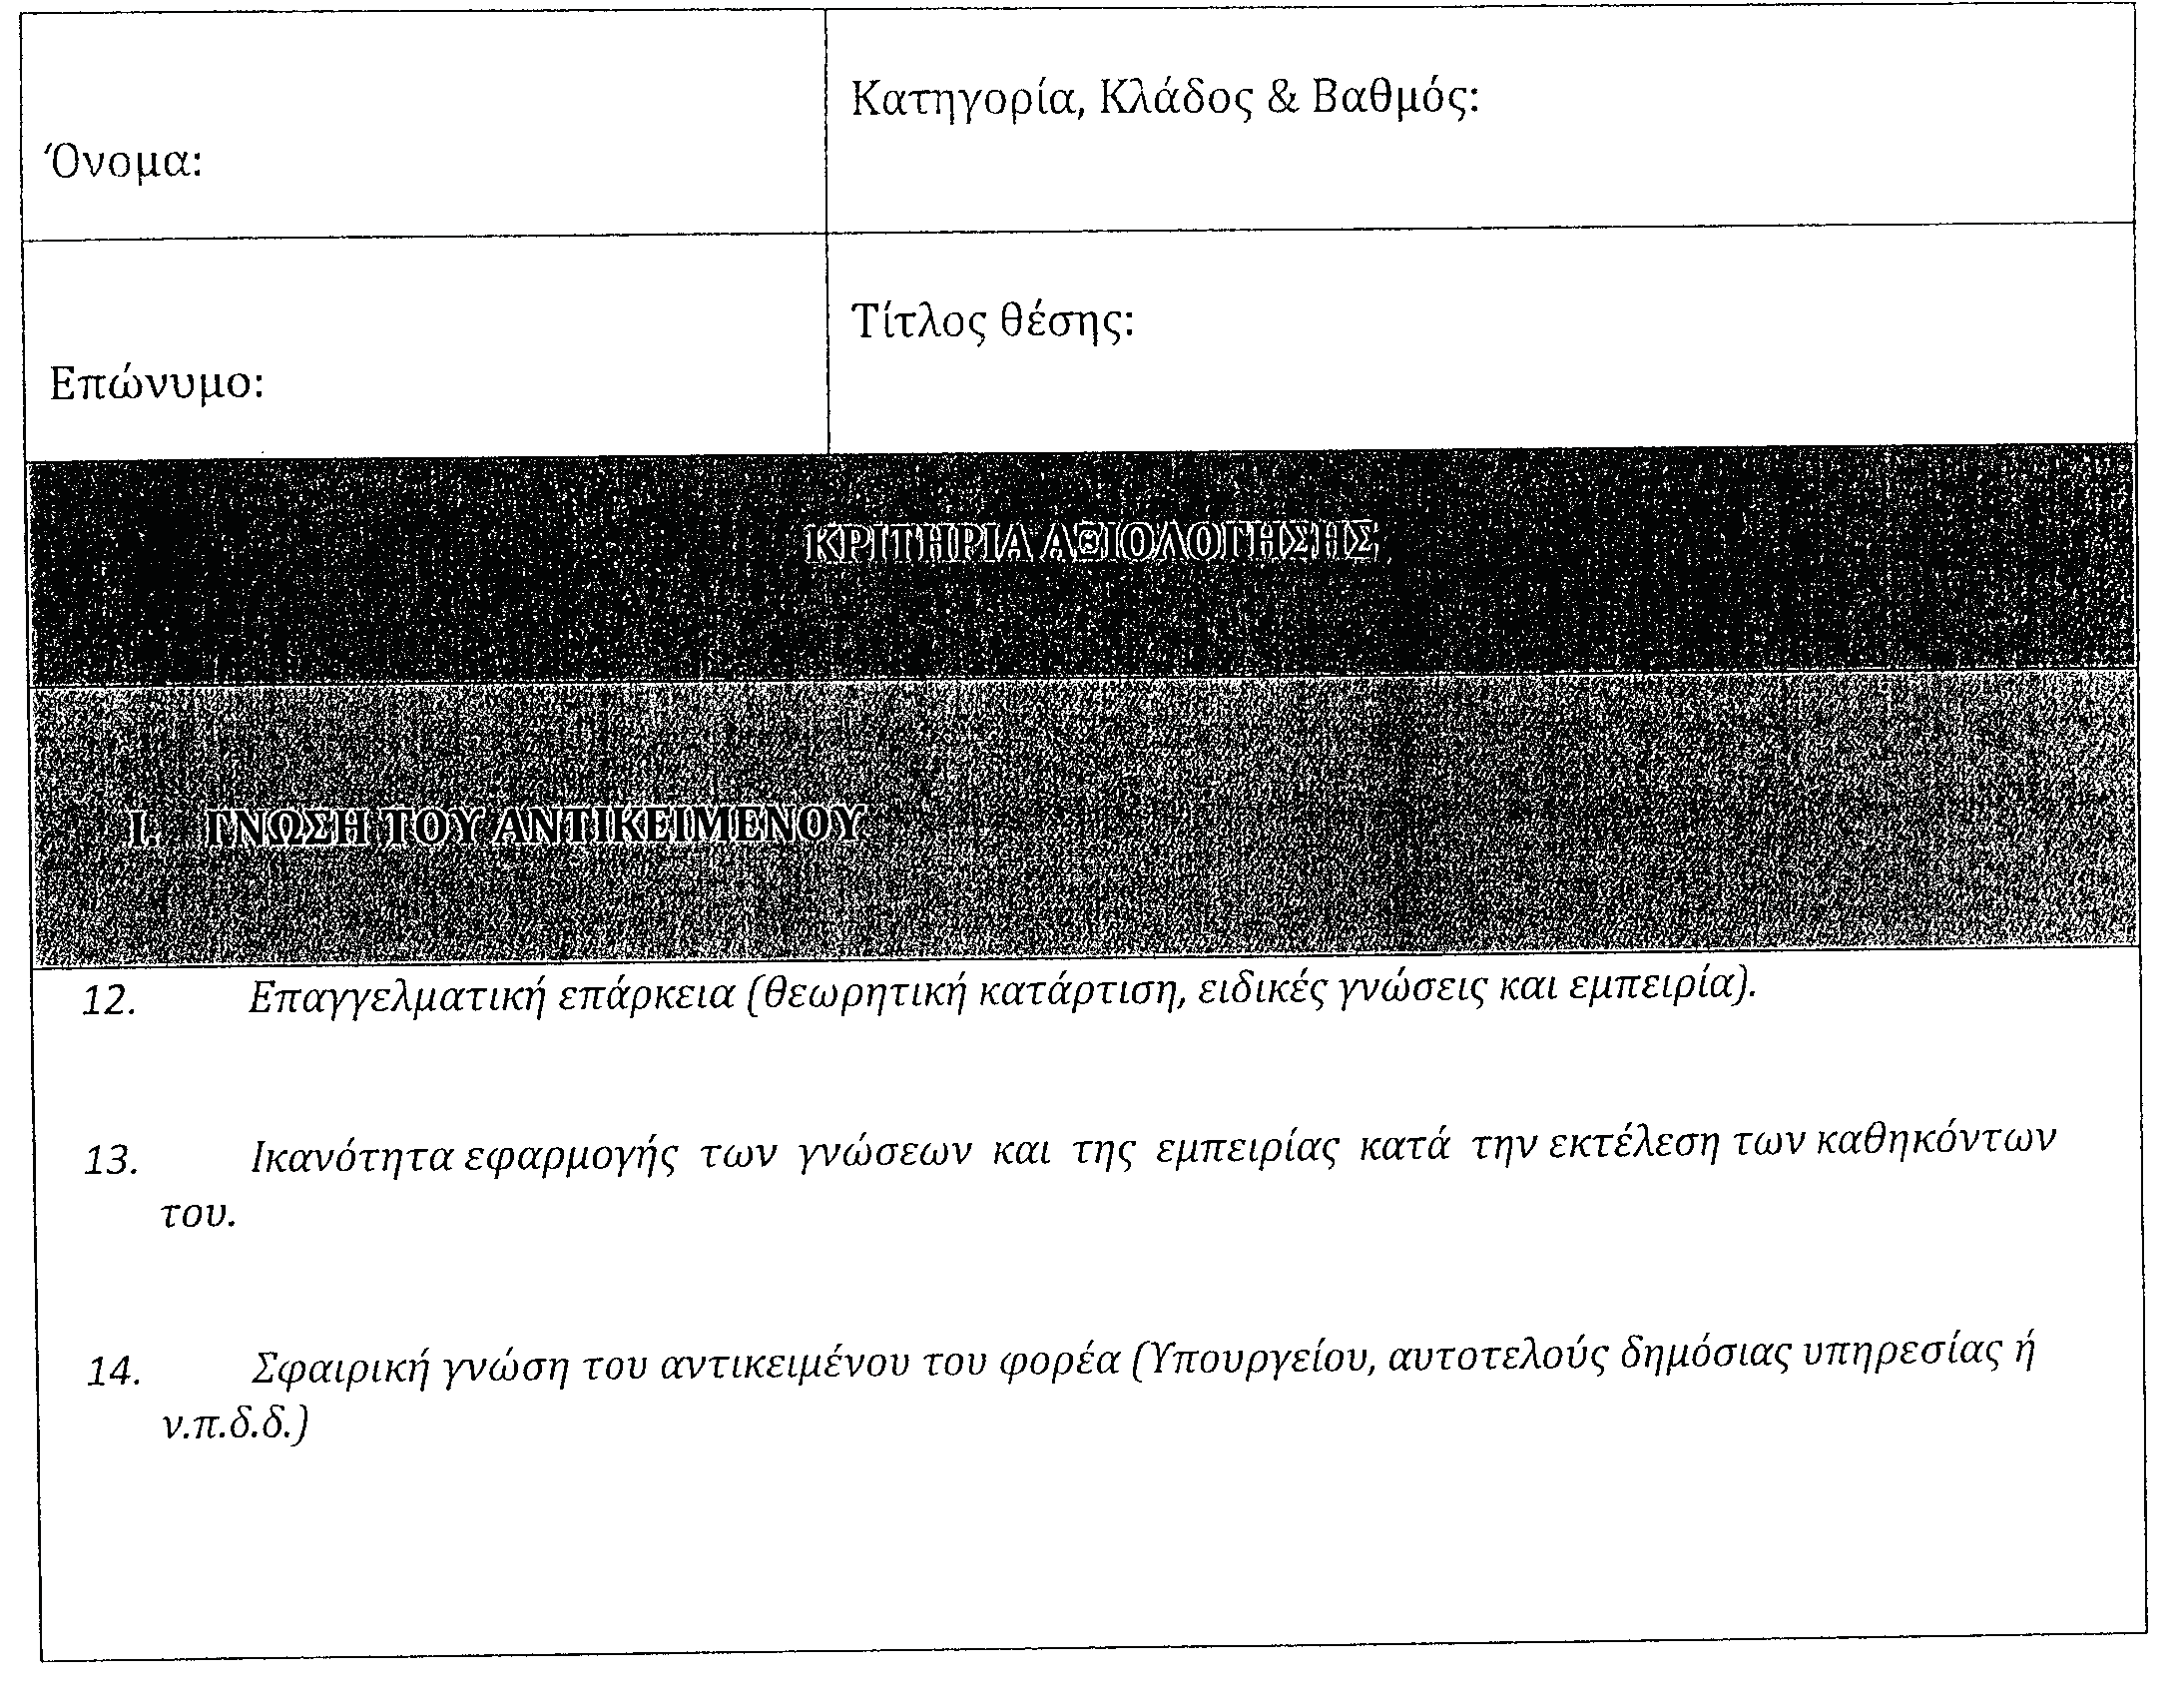 Όνομα:
Κατηγορία, Κλάδος & Βαθμός:
Επώνυμο:
Τίτλος θέσης:
ΚΡΙΤΗΡΙΑ ΑΞΙΟΛΟΓΗΣΗΣ
I. ΓΝΩΣΗ ΤΟΥ ΑΝΤΙΚΕΙΜΕΝΟΥ
12. Επαγγελματική επάρκεια (θεωρητική κατάρτιση, ειδικές γνώσεις και εμπειρία).
13. Ικανότητα εφαρμογής των γνώσεων και της εμπειρίας κατά την εκτέλεση των καθηκόντων
του.
14. Σφαιρική γνώση του αντικειμένου του φορέα (Υπουργείου, αυτοτελούς δημόσιας υπηρεσίας ή
ν.π.δ.δ.)